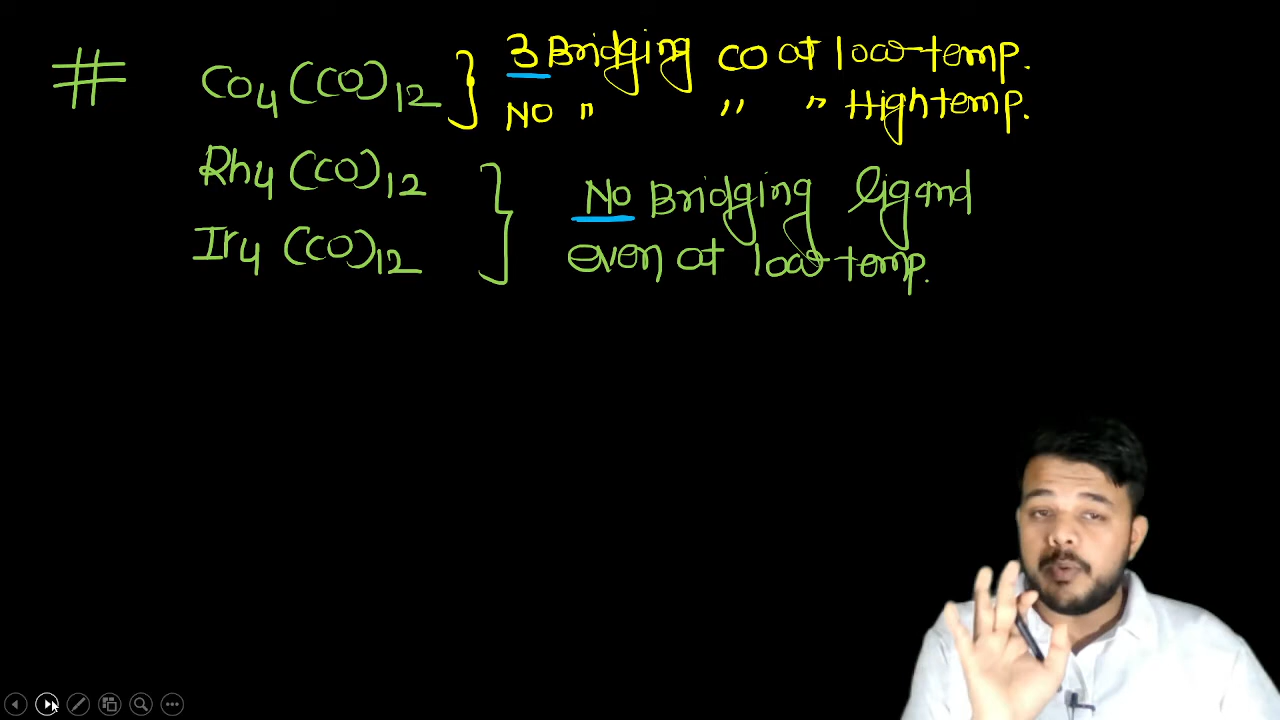 # Co4(CO)12 } 3 Bridging CO at low temp.
NO " " " High temp.
Rh4(CO)12
Ir4(CO)12 } No Bridging ligand
even at low temp.